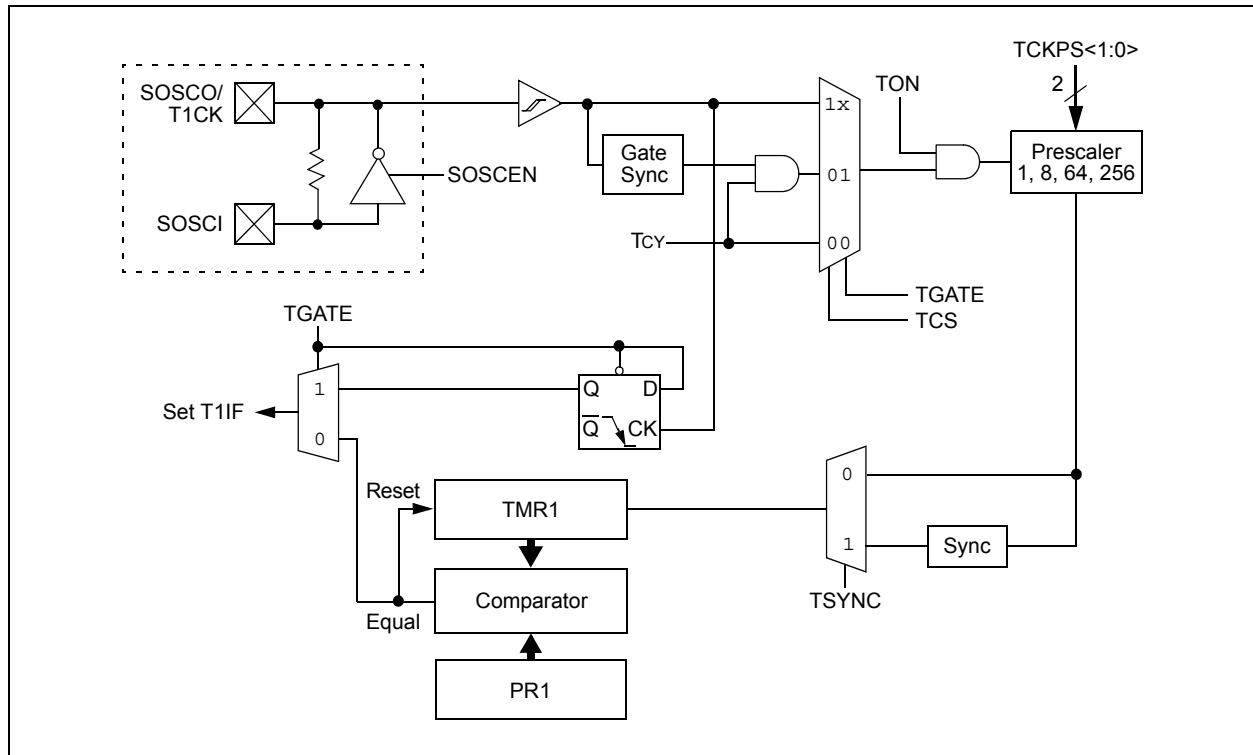 TCKPS<1:0>
SOSCO/
T1CK
TON
2
1x
Gate
Sync
Prescaler
1, 8, 64, 256
SOSCEN
01
SOSCI
TCY
00
TGATE
TCS
TGATE
1
Q
D
Set T1IF
Q
CK
0
0
Reset
TMR1
1
Sync
Comparator
TSYNC
Equal
PR1